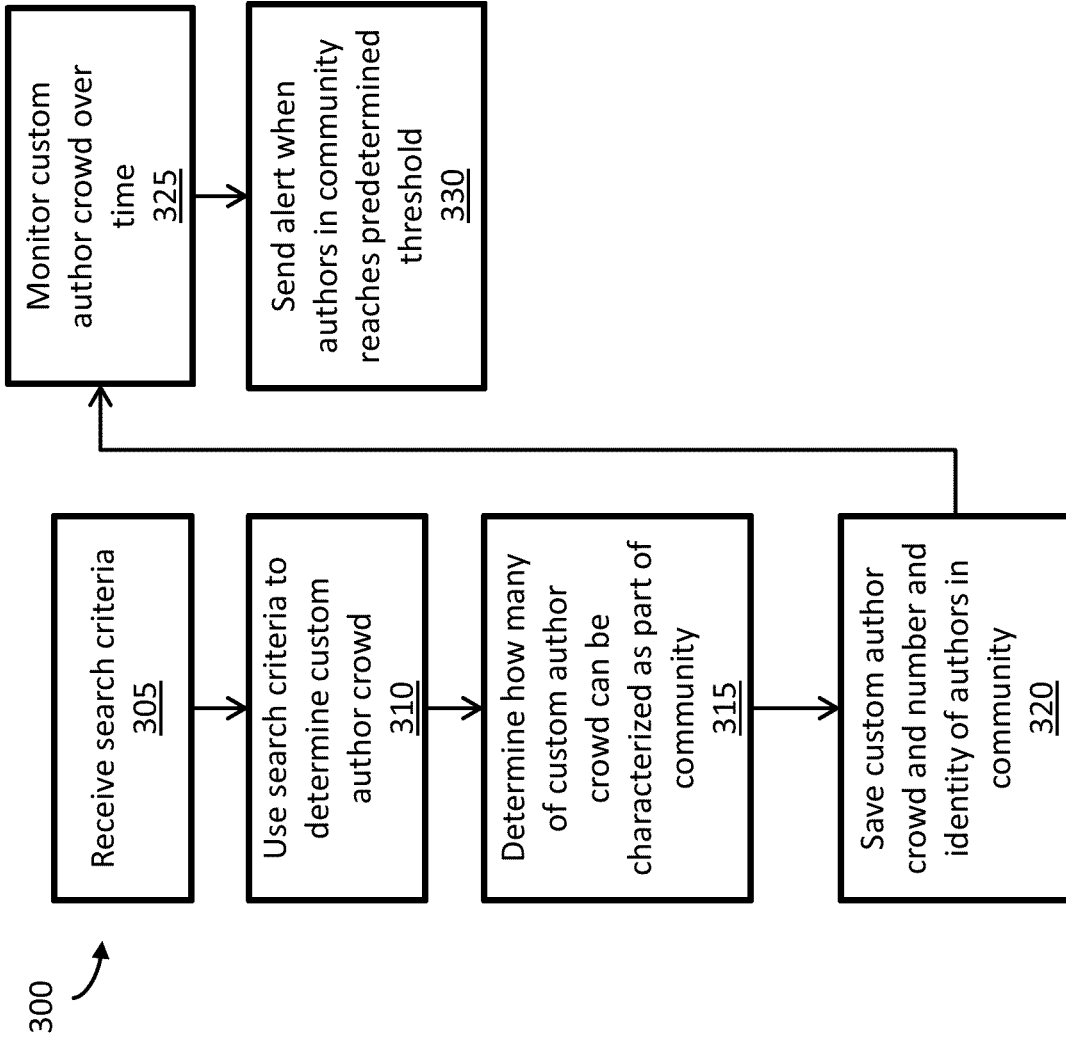 300
Receive search criteria
305
Use search criteria to
determine custom
author crowd
310
Determine how many
of custom author
crowd can be
characterized as part of
community
315
Save custom author
crowd and number and
identity of authors in
community
320
Monitor custom
author crowd over
time
325
Send alert when
authors in community
reaches predetermined
threshold
330